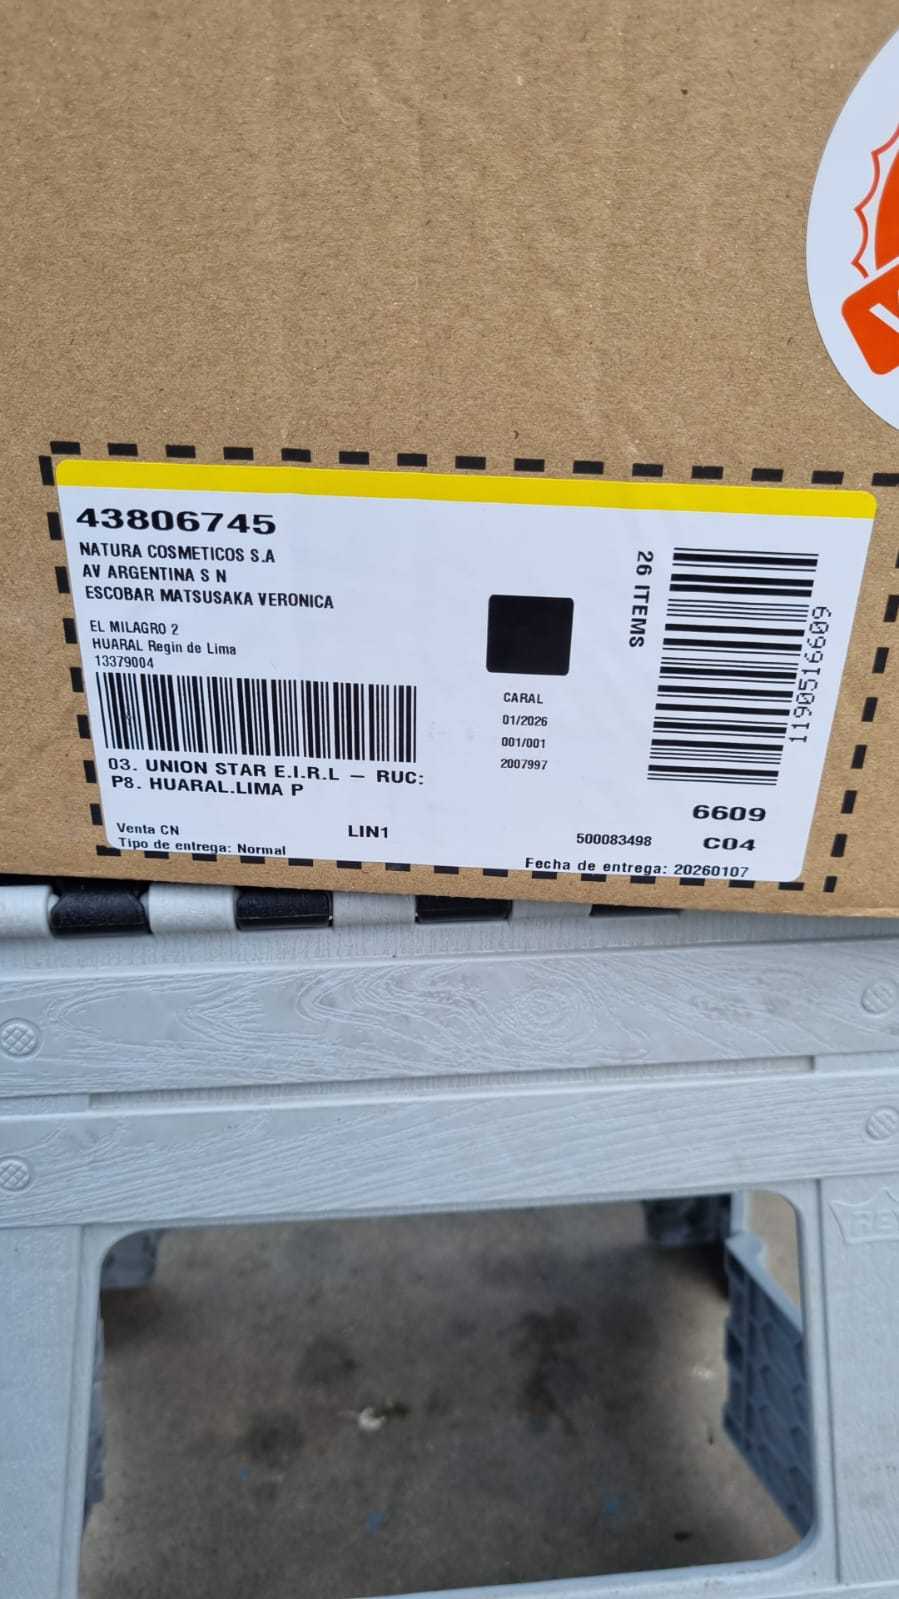 43806745
NATURA COSMETICOS S.A
AV ARGENTINA S N
ESCOBAR MATSUSAKA VERONICA
EL MILAGRO 2
HUARAL Regin de Lima
13379004
03. UNION STAR E.I.R.L — RUC:
P8. HUARAL.LIMA P
Venta CN
LIN1
Tipo de entrega: Normal
CARAL
01/2026
001/001
2007997
26 ITEMS
1190516609
6609
500083498
C04
Fecha de entrega: 20260107